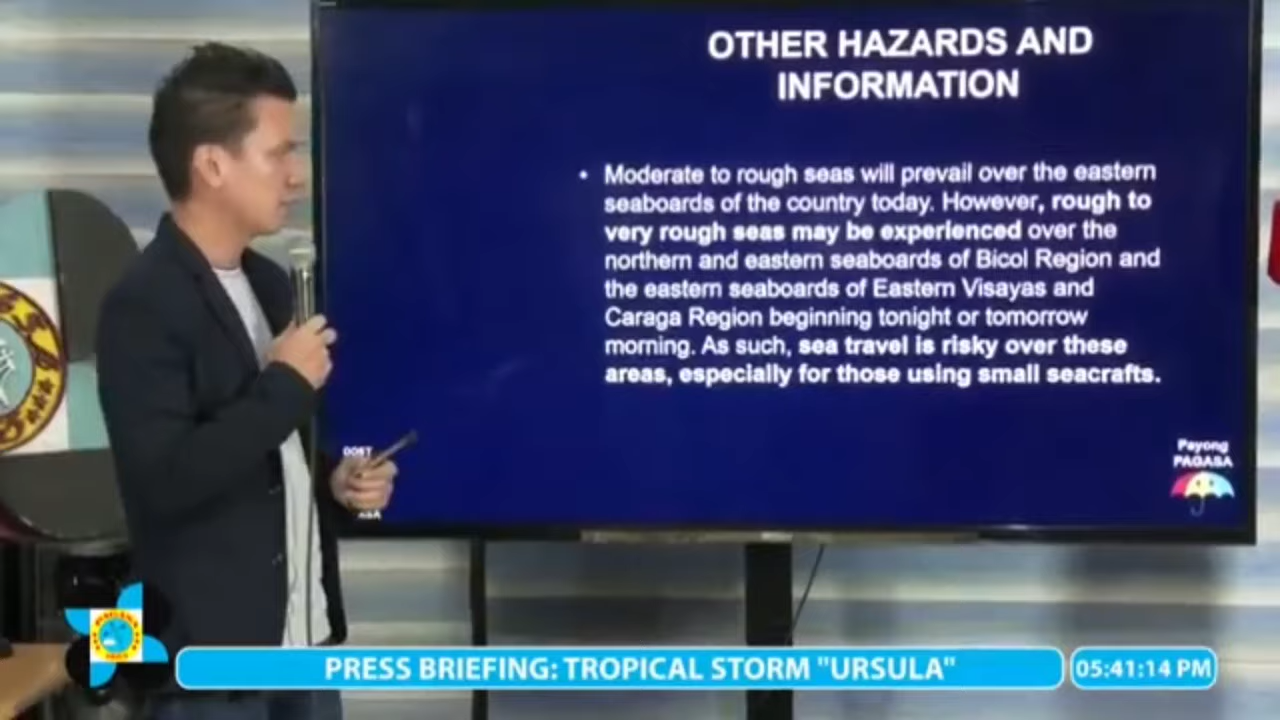 OTHER HAZARDS AND
INFORMATION
• Moderate to rough seas will prevail over the eastern
seaboards of the country today. However, rough to
very rough seas may be experienced over the
northern and eastern seaboards of Bicol Region and
the eastern seaboards of Eastern Visayas and
Caraga Region beginning tonight or tomorrow
morning. As such, sea travel is risky over these
areas, especially for those using small seacrafts.
DOST
ASA
Payong
PAGASA
PRESS BRIEFING: TROPICAL STORM "URSULA"
05:41:14 PM